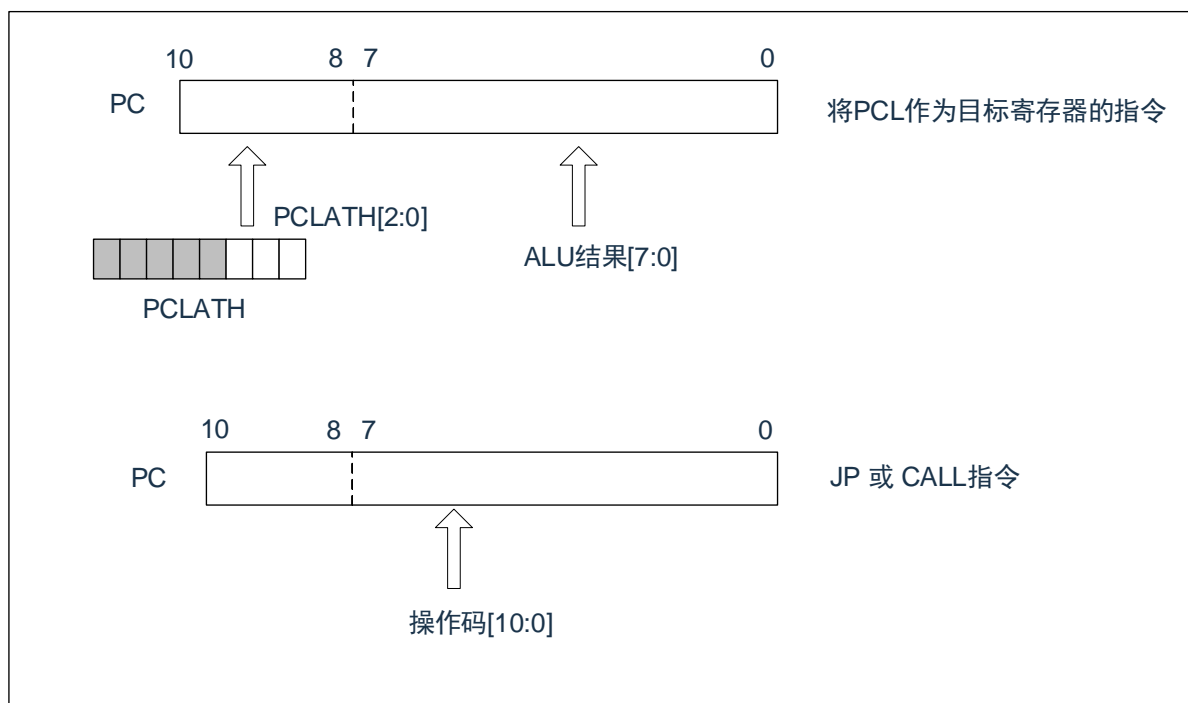 10 8 7 0
PC
将PCL作为目标寄存器的指令
PCLATH[2:0]
ALU结果[7:0]
PCLATH
10 8 7 0
PC
JP 或 CALL指令
操作码[10:0]